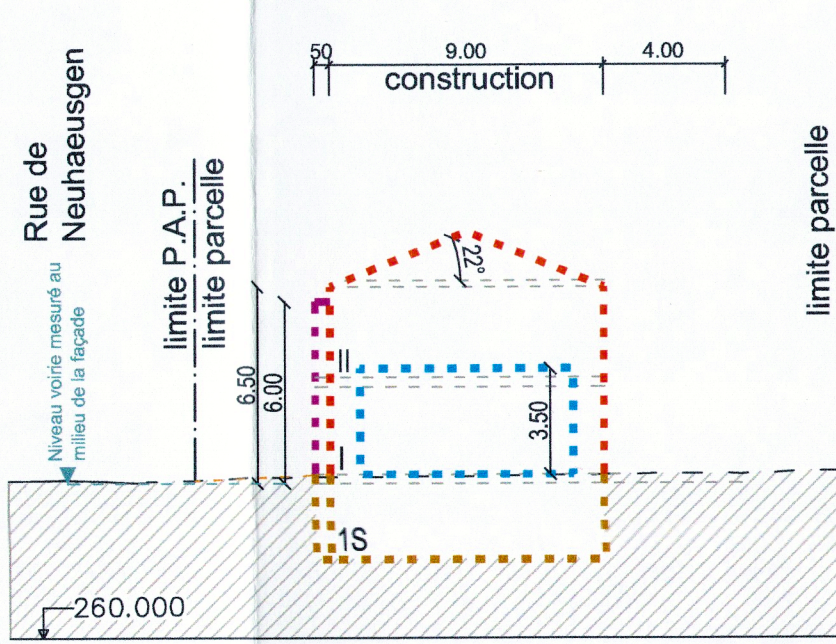 50
9.00
4.00
construction
Rue de
Neuhaeusgen
limite P.A.P.
limite parcelle
limite parcelle
Niveau voirie mesuré au
milieu de la façade
22°
6.50
6.00
II
3.50
I
1S
260.000